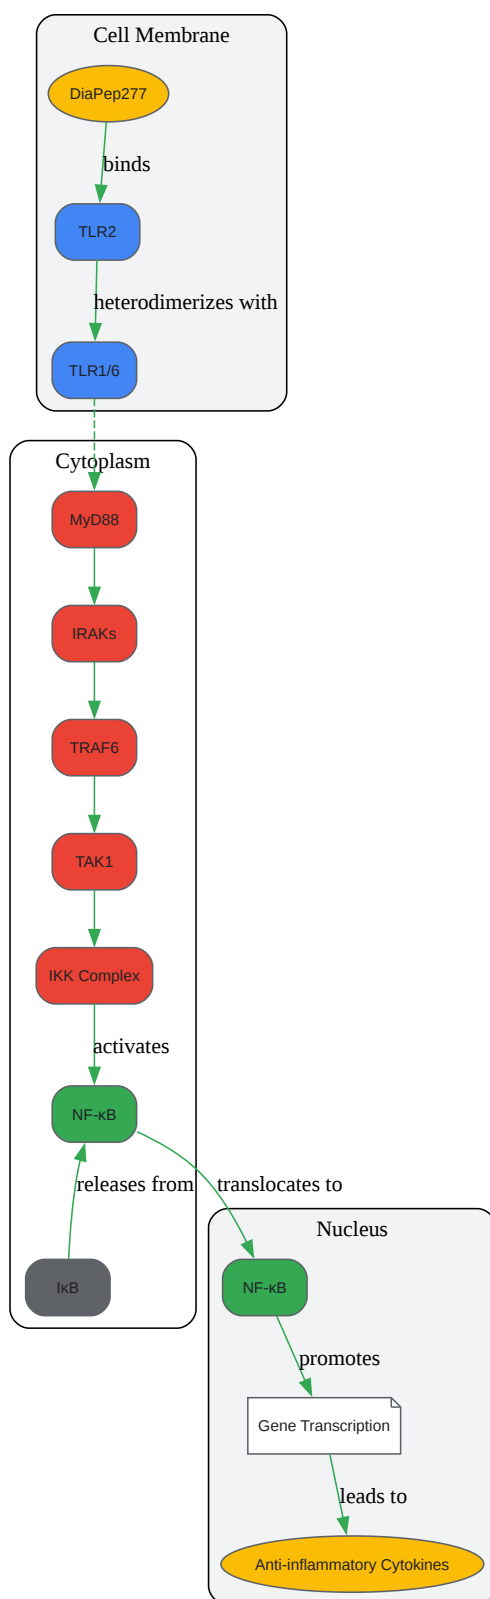 Cell Membrane
DiaPep277
binds
TLR2
heterodimerizes with
TLR1/6
Cytoplasm
MyD88
IRAKs
TRAF6
TAK1
IKK Complex
activates
NF-κB
releases from
translocates to
IκB
Nucleus
NF-κB
promotes
Gene Transcription
leads to
Anti-inflammatory Cytokines